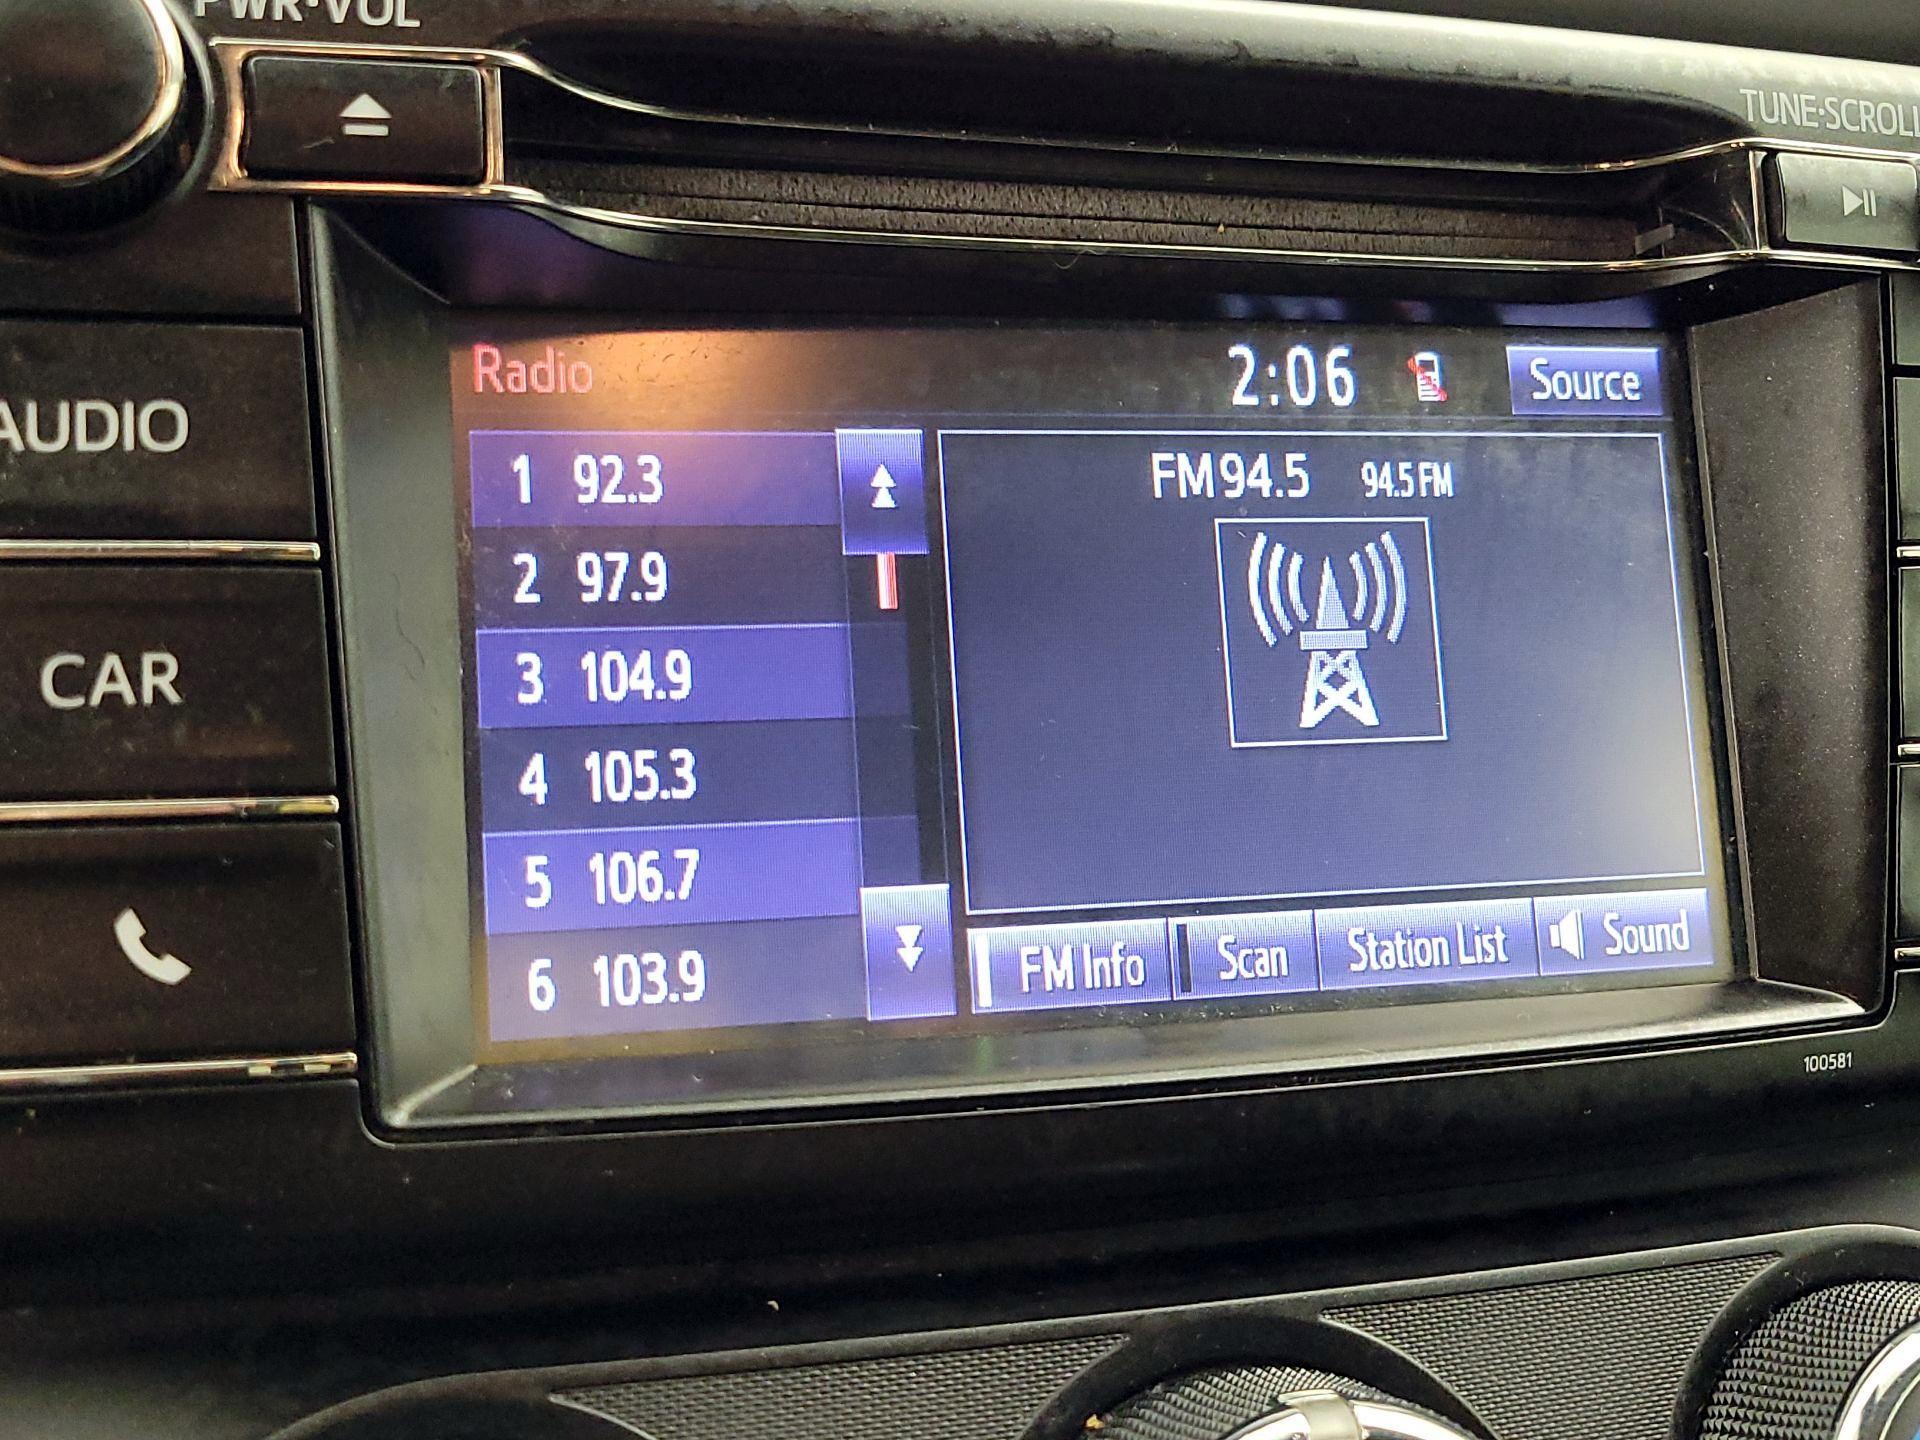 PWR·VOL
TUNE·SCROLL
AUDIO
CAR
Radio
2:06
Source
1 92.3
2 97.9
3 104.9
4 105.3
5 106.7
6 103.9
FM94.5 94.5 FM
FM Info
Scan
Station List
Sound
100581